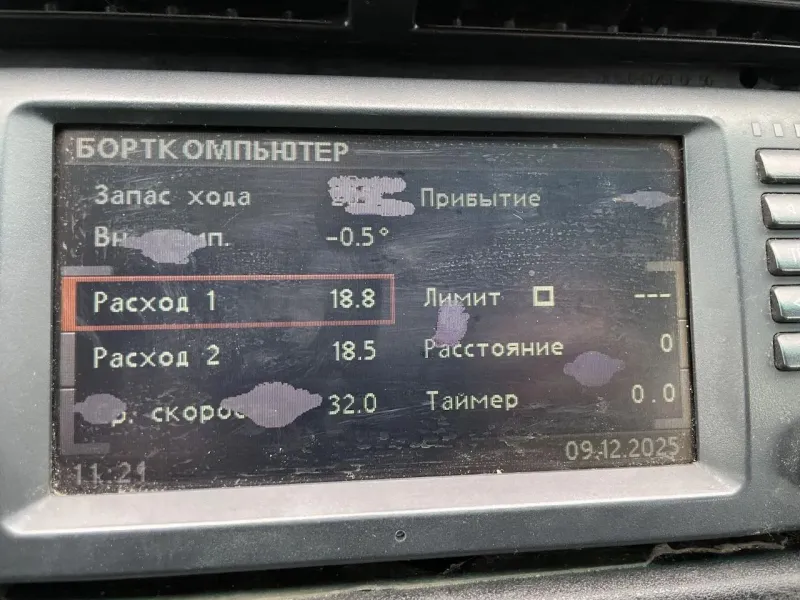 БОРТКОМПЬЮТЕР
Запас хода Прибытие
-0.5°
Расход 1 18.8 Лимит ---
Расход 2 18.5 Расстояние 0
32.0 Таймер 0.0
11:21 09.12.2025